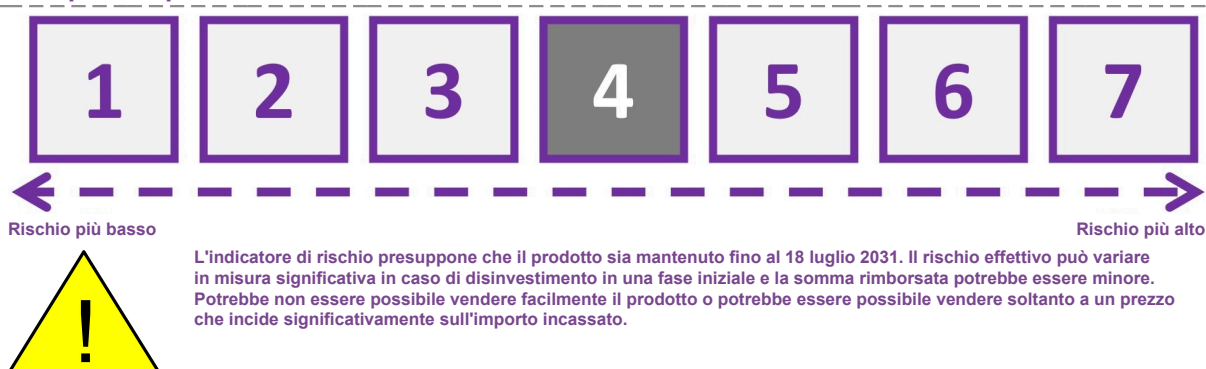 1 2 3 4 5 6 7
Rischio più basso Rischio più alto
L'indicatore di rischio presuppone che il prodotto sia mantenuto fino al 18 luglio 2031. Il rischio effettivo può variare
in misura significativa in caso di disinvestimento in una fase iniziale e la somma rimborsata potrebbe essere minore.
Potrebbe non essere possibile vendere facilmente il prodotto o potrebbe essere possibile vendere soltanto a un prezzo
che incide significativamente sull'importo incassato.
!